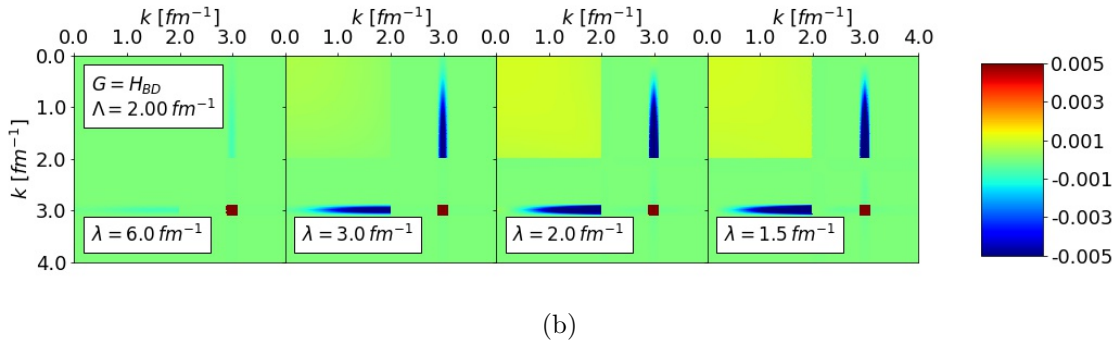 k [fm⁻¹] k [fm⁻¹] k [fm⁻¹] k [fm⁻¹]
0.0 1.0 2.0 3.0 0.0 1.0 2.0 3.0 0.0 1.0 2.0 3.0 0.0 1.0 2.0 3.0 4.0
k [fm⁻¹]
0.0
1.0
2.0
3.0
4.0
G = H_BD
Λ = 2.00 fm⁻¹
λ = 6.0 fm⁻¹
λ = 3.0 fm⁻¹
λ = 2.0 fm⁻¹
λ = 1.5 fm⁻¹
0.005
0.003
0.001
-0.001
-0.003
-0.005
(b)